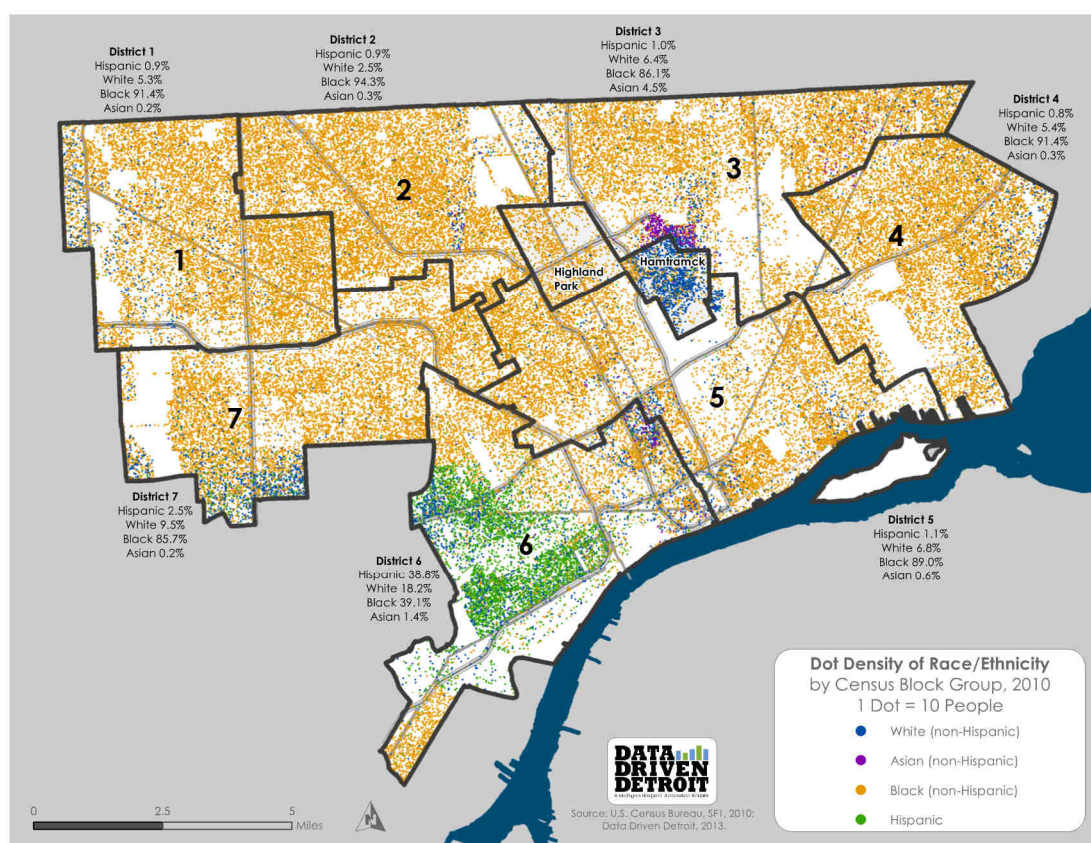 District 1
Hispanic 0.9%
White 5.3%
Black 91.4%
Asian 0.2%
District 2
Hispanic 0.9%
White 2.5%
Black 94.3%
Asian 0.3%
District 3
Hispanic 1.0%
White 6.4%
Black 86.1%
Asian 4.5%
District 4
Hispanic 0.8%
White 5.4%
Black 91.4%
Asian 0.3%
1
2
3
4
Highland
Park
Hamtramck
7
5
6
District 7
Hispanic 2.5%
White 9.5%
Black 85.7%
Asian 0.2%
District 6
Hispanic 38.8%
White 18.2%
Black 39.1%
Asian 1.4%
District 5
Hispanic 1.1%
White 6.8%
Black 89.0%
Asian 0.6%
Dot Density of Race/Ethnicity
by Census Block Group, 2010
1 Dot = 10 People
White (non-Hispanic)
Asian (non-Hispanic)
Black (non-Hispanic)
Hispanic
DATA
DRIVEN
DETROIT
Source: U.S. Census Bureau, SF1, 2010;
Data Driven Detroit, 2013.
0 2.5 5
Miles
N